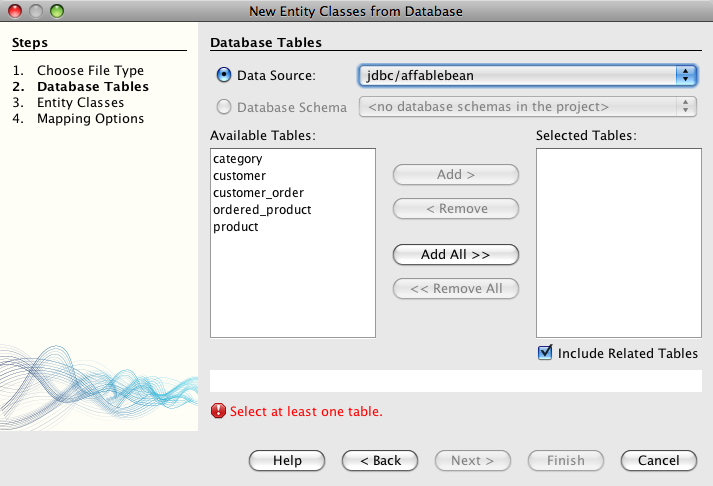 New Entity Classes from Database
Steps
1. Choose File Type
2. Database Tables
3. Entity Classes
4. Mapping Options
Database Tables
Data Source:
jdbc/affablebean
Database Schema
<no database schemas in the project>
Available Tables:
Selected Tables:
category
customer
customer_order
ordered_product
product
Add >
< Remove
Add All >>
<< Remove All
Include Related Tables
Select at least one table.
Help
< Back
Next >
Finish
Cancel